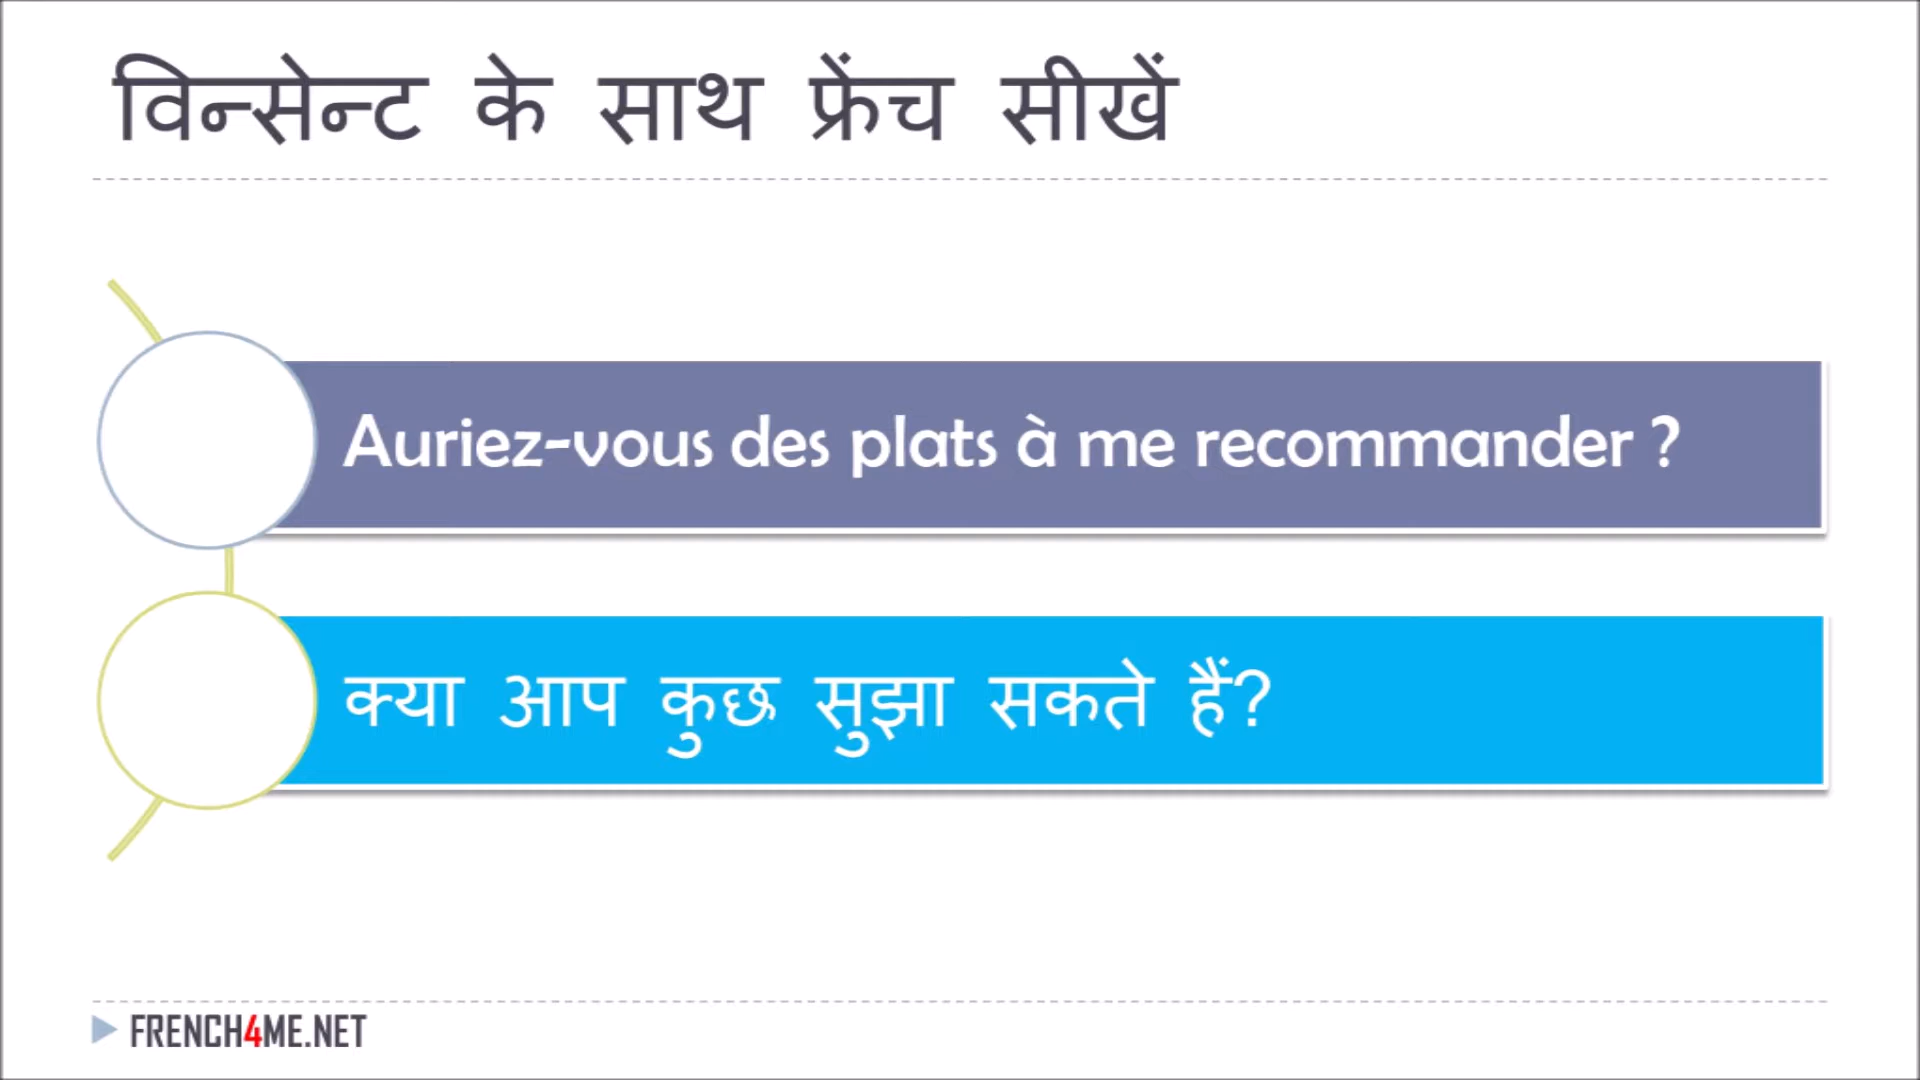 विन्सेन्ट के साथ फ्रेंच सीखें
Auriez-vous des plats à me recommander ?
क्या आप कुछ सुझा सकते हैं?
FRENCH4ME.NET